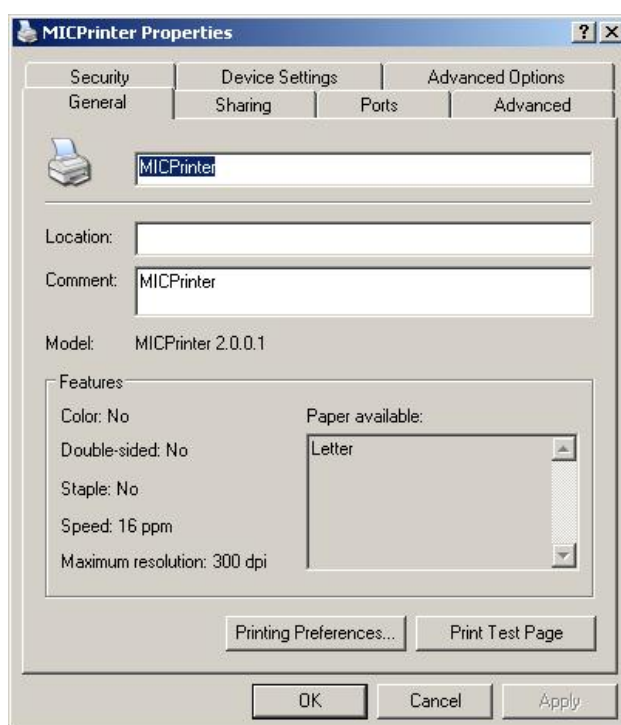 MICPrinter Properties
Security Device Settings Advanced Options
General Sharing Ports Advanced
MICPrinter
Location:
Comment: MICPrinter
Model: MICPrinter 2.0.0.1
Features
Color: No Paper available:
Double-sided: No Letter
Staple: No
Speed: 16 ppm
Maximum resolution: 300 dpi
Printing Preferences... Print Test Page
OK Cancel Apply